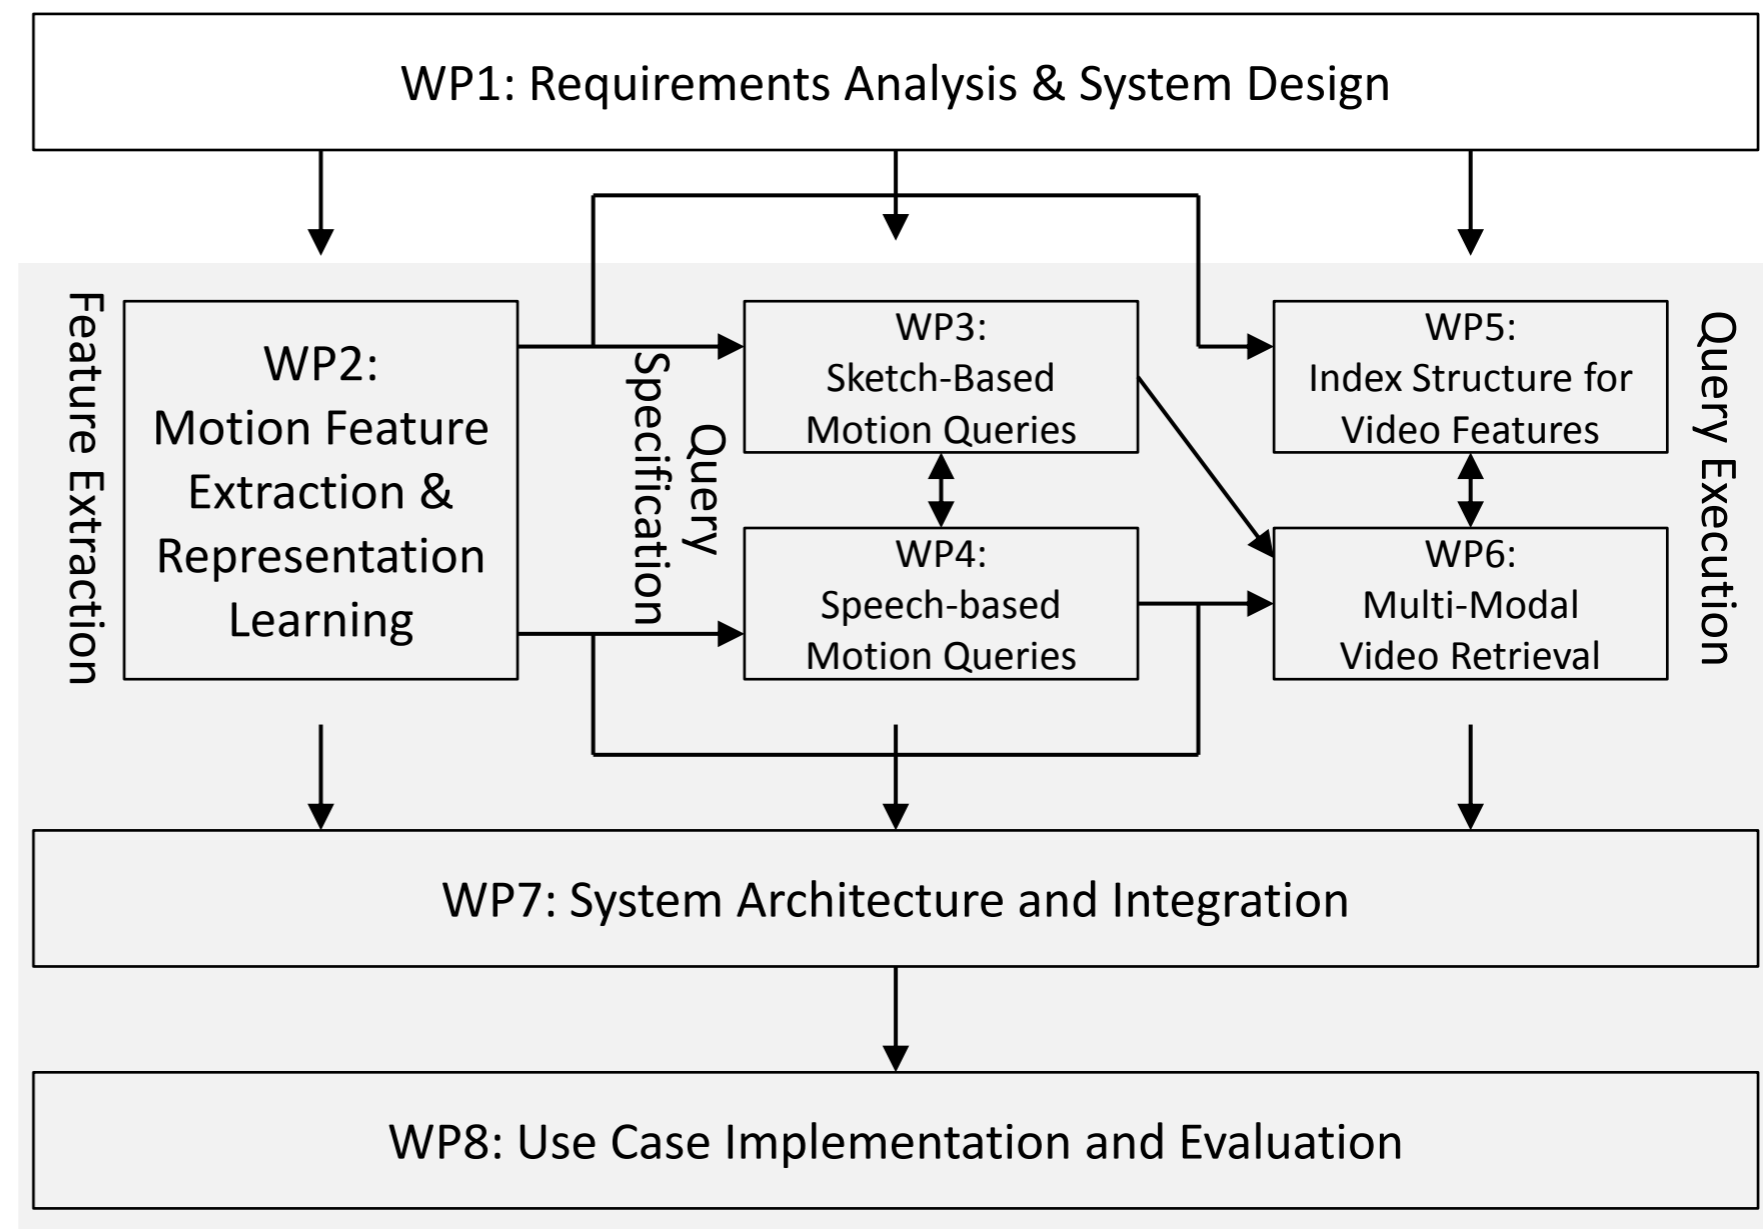 WP1: Requirements Analysis & System Design
Feature Extraction
WP2:
Motion Feature
Extraction &
Representation
Learning
Query
Specification
WP3:
Sketch-Based
Motion Queries
WP4:
Speech-based
Motion Queries
WP5:
Index Structure for
Video Features
WP6:
Multi-Modal
Video Retrieval
Query Execution
WP7: System Architecture and Integration
WP8: Use Case Implementation and Evaluation